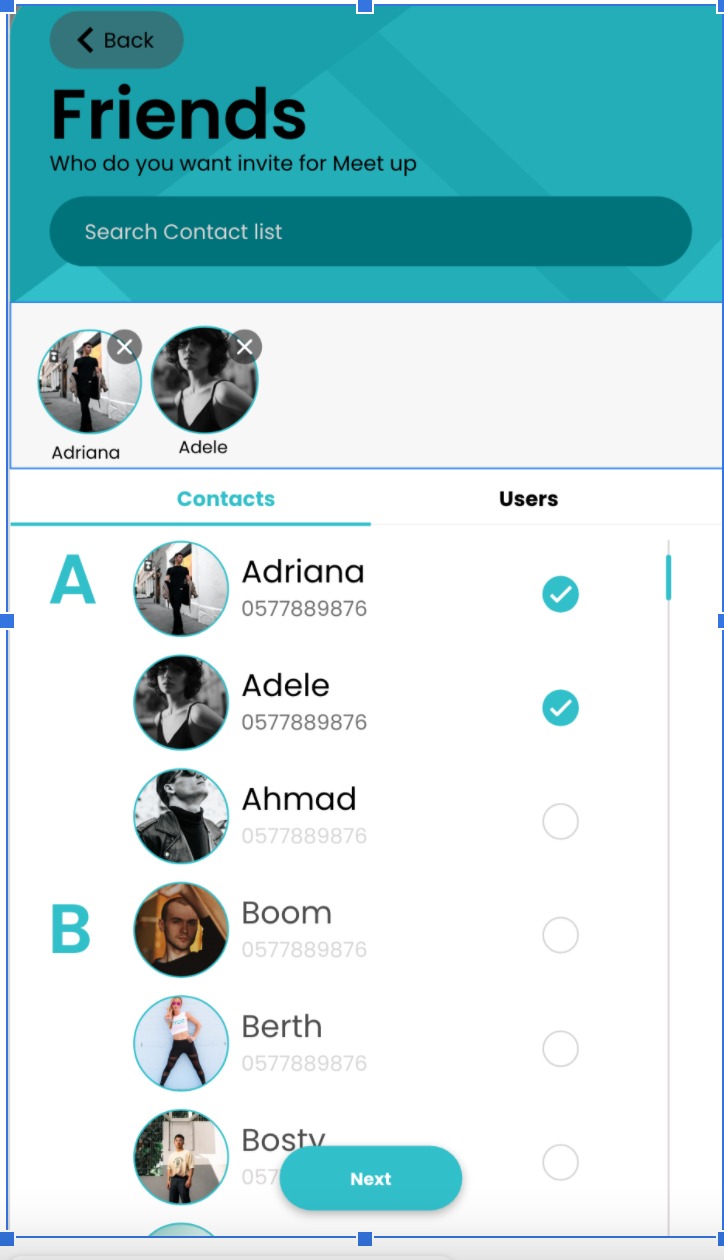 Back
Friends
Who do you want invite for Meet up
Search Contact list
Adriana
Adele
Contacts
Users
A
Adriana
0577889876
Adele
0577889876
Ahmad
0577889876
B
Boom
0577889876
Berth
0577889876
Bosty
057
Next